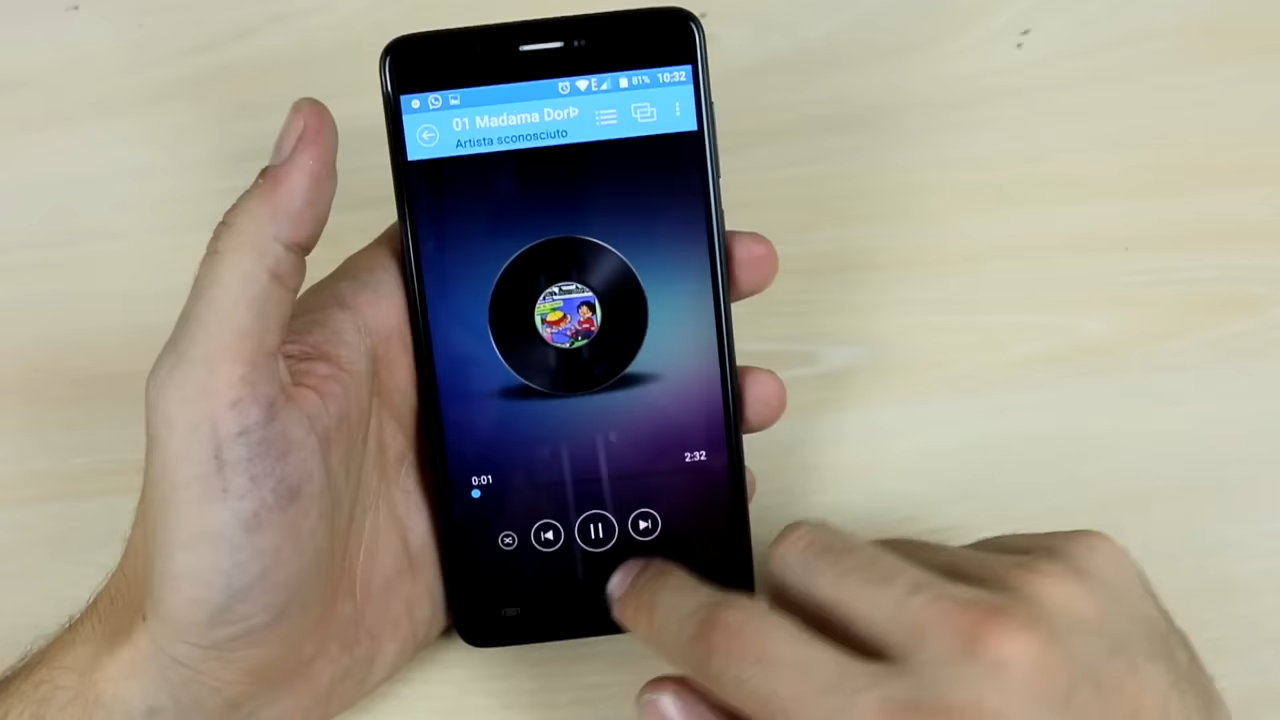 E 81% 10:32
01 Madama DorÞ
Artista sconosciuto
2:32
0:01